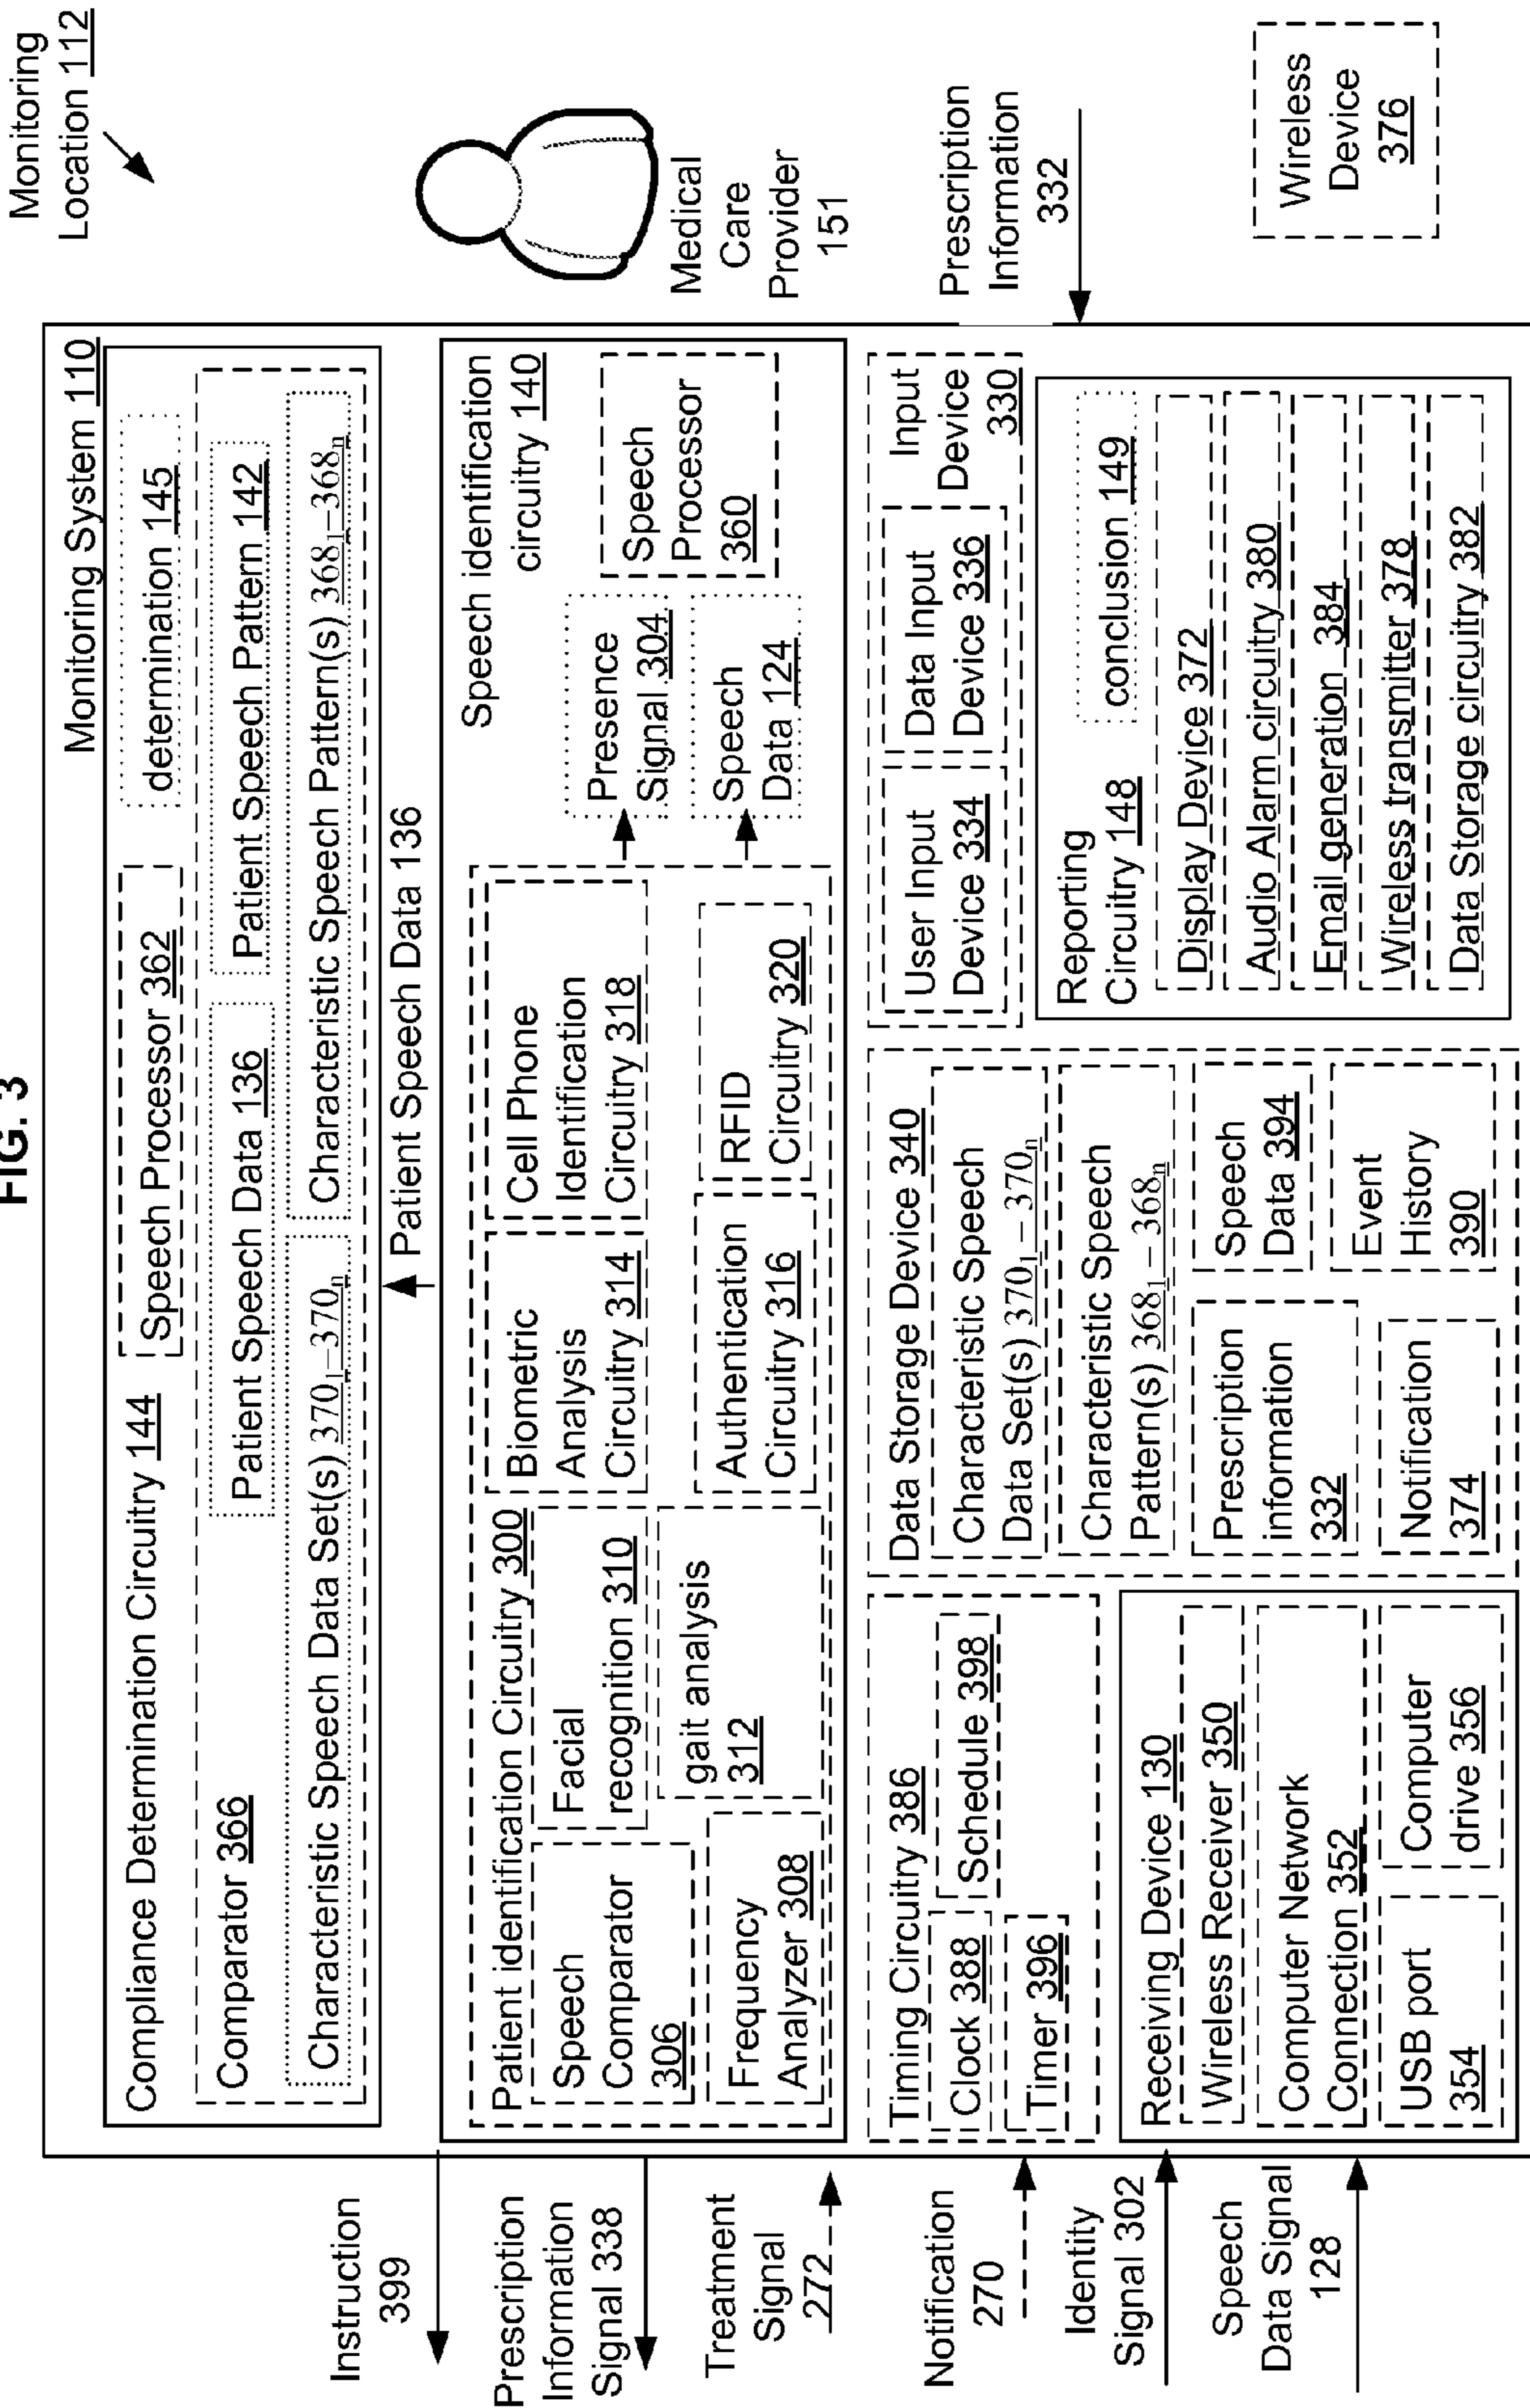 FIG. 3
Monitoring
Location 112
Monitoring System 110
Compliance Determination Circuitry 144
Speech Processor 362
determination 145
Comparator 366
Patient Speech Data 136
Patient Speech Pattern 142
Characteristic Speech Data Set(s) 370₁–370ₙ
Characteristic Speech Pattern(s) 368₁–368ₙ
Patient Speech Data 136
Speech identification
circuitry 140
Patient identification Circuitry 300
Speech
Comparator
306
Facial
recognition 310
Biometric
Analysis
Circuitry 314
Cell Phone
Identification
Circuitry 318
Frequency
Analyzer 308
gait analysis
312
Authentication
Circuitry 316
RFID
Circuitry 320
Presence
Signal 304
Speech
Data 124
Speech
Processor
360
Timing Circuitry 386
Clock 388
Schedule 398
Timer 396
Receiving Device 130
Wireless Receiver 350
Computer Network
Connection 352
USB port
354
Computer
drive 356
Data Storage Device 340
Characteristic Speech
Data Set(s) 370₁–370ₙ
Characteristic Speech
Pattern(s) 368₁–368ₙ
Prescription
information
332
Speech
Data 394
Notification
374
Event
History
390
User Input
Device 334
Data Input
Device 336
Input
Device
330
Reporting
Circuitry 148
conclusion 149
Display Device 372
Audio Alarm circuitry 380
Email generation 384
Wireless transmitter 378
Data Storage circuitry 382
Instruction
399
Prescription
Information
Signal 338
Treatment
Signal
272
Notification
270
Identity
Signal 302
Speech
Data Signal
128
Medical
Care
Provider
151
Prescription
Information
332
Wireless
Device
376